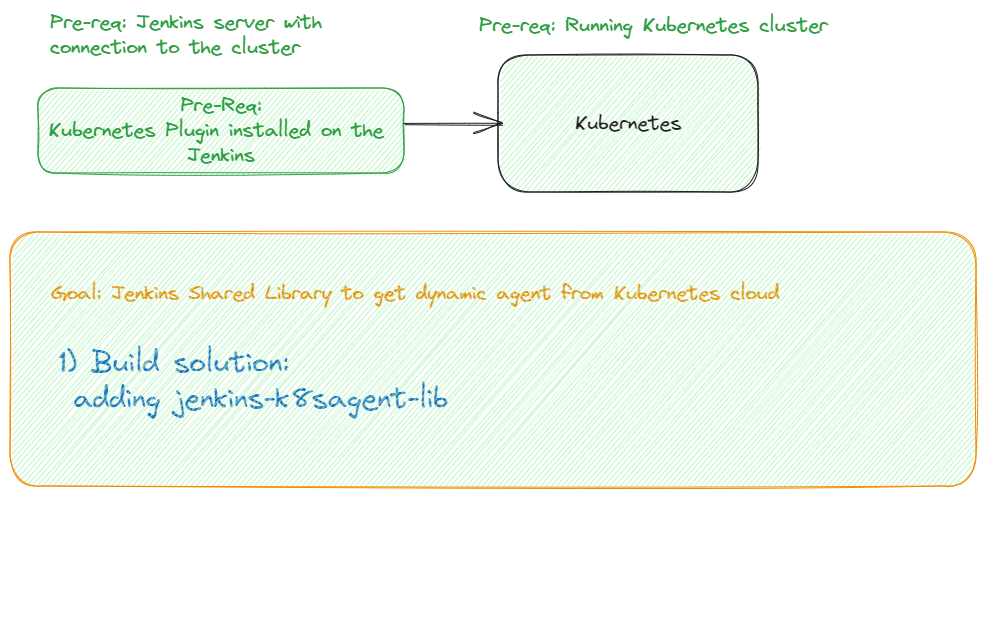 Pre-req: Jenkins server with
connection to the cluster
Pre-req: Running Kubernetes cluster
Pre-Req:
Kubernetes Plugin installed on the
Jenkins
Kubernetes
Goal: Jenkins Shared Library to get dynamic agent from Kubernetes cloud
1) Build solution:
adding jenkins-k8sagent-lib